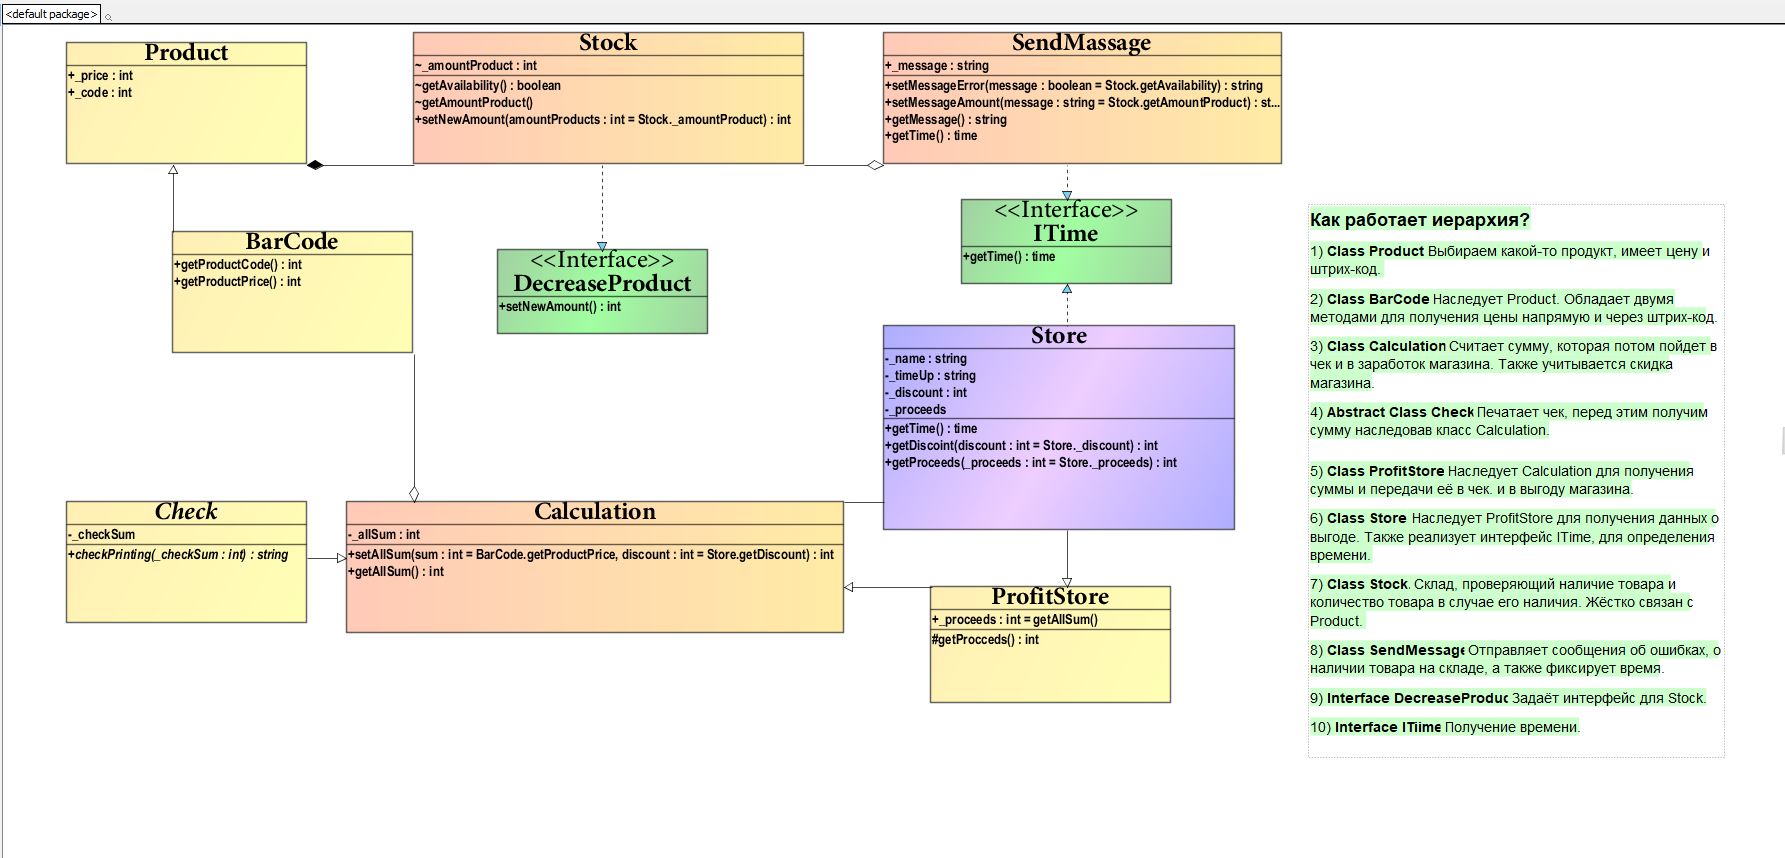 <default package>
Product
+_price : int
+_code : int
Stock
~_amountProduct : int
~getAvailability() : boolean
~getAmountProduct()
+setNewAmount(amountProducts : int = Stock._amountProduct) : int
SendMassage
+_message : string
+setMessageError(message : boolean = Stock.getAvailability) : string
+setMessageAmount(message : string = Stock.getAmountProduct) : st...
+getMessage() : string
+getTime() : time
BarCode
+getProductCode() : int
+getProductPrice() : int
<<Interface>>
DecreaseProduct
+setNewAmount() : int
<<Interface>>
ITime
+getTime() : time
Store
-_name : string
-_timeUp : string
-_discount : int
-_proceeds
+getTime() : time
+getDiscoint(discount : int = Store._discount) : int
+getProceeds(_proceeds : int = Store._proceeds) : int
Check
-_checkSum
+checkPrinting(_checkSum : int) : string
Calculation
-_allSum : int
+setAllSum(sum : int = BarCode.getProductPrice, discount : int = Store.getDiscount) : int
+getAllSum() : int
ProfitStore
+_proceeds : int = getAllSum()
#getProcceds() : int
Как работает иерархия?
1) Class Product Выбираем какой-то продукт, имеет цену и
штрих-код.
2) Class BarCode Наследует Product. Обладает двумя
методами для получения цены напрямую и через штрих-код.
3) Class Calculation Считает сумму, которая потом пойдет в
чек и в заработок магазина. Также учитывается скидка
магазина.
4) Abstract Class Check Печатает чек, перед этим получим
сумму наследовав класс Calculation.
5) Class ProfitStore Наследует Calculation для получения
суммы и передачи её в чек. и в выгоду магазина.
6) Class Store Наследует ProfitStore для получения данных о
выгоде. Также реализует интерфейс ITime, для определения
времени.
7) Class Stock. Склад, проверяющий наличие товара и
количество товара в случае его наличия. Жёстко связан с
Product.
8) Class SendMessage Отправляет сообщения об ошибках, о
наличии товара на складе, а также фиксирует время.
9) Interface DecreaseProduc Задаёт интерфейс для Stock.
10) Interface ITiime Получение времени.